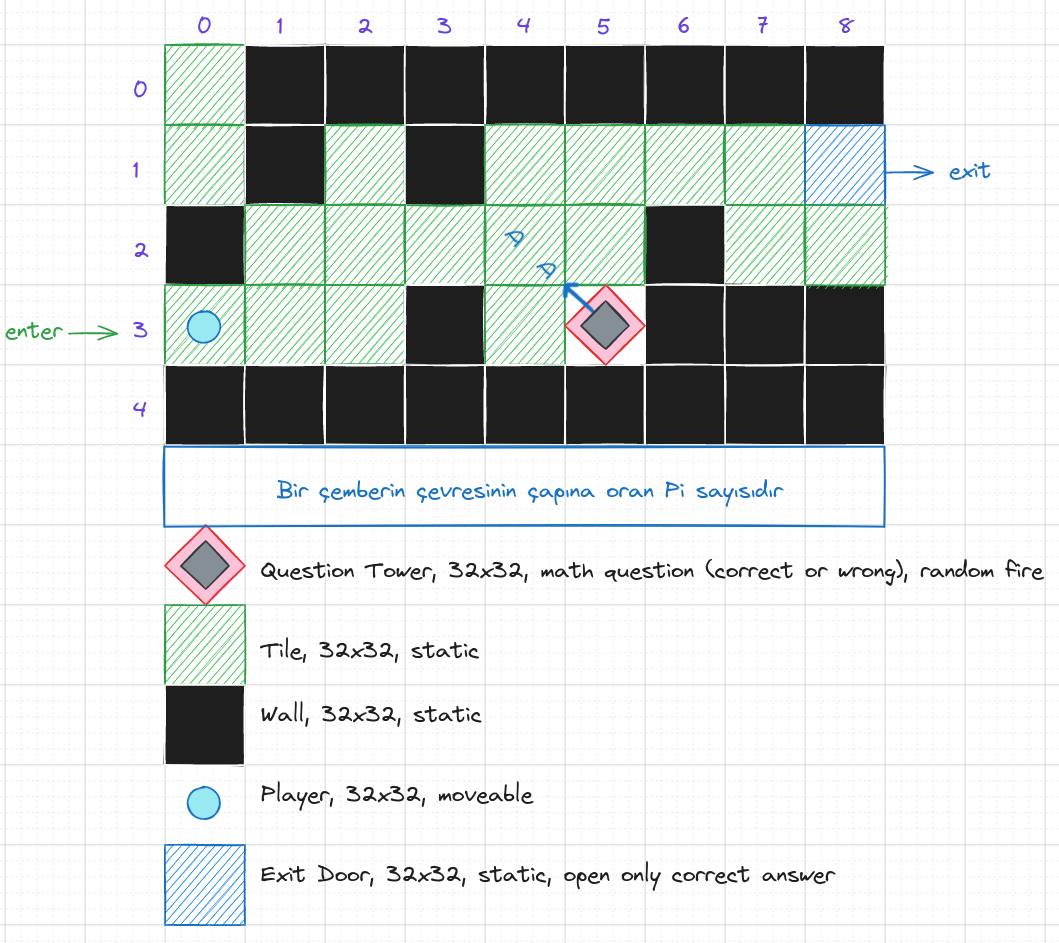 0 1 2 3 4 5 6 7 8
0
1
exit
2
D
D
enter
3
4
Bir çemberin çevresinin çapına oran Pi sayısıdır
Question Tower, 32x32, math question (correct or wrong), random fire
Tile, 32x32, static
Wall, 32x32, static
Player, 32x32, moveable
Exit Door, 32x32, static, open only correct answer